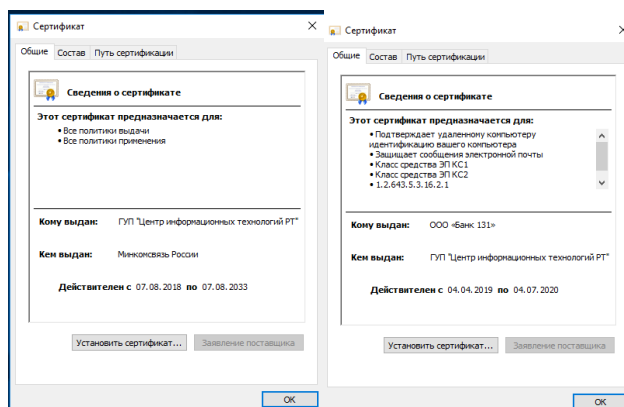 Сертификат
Общие Состав Путь сертификации
Сведения о сертификате
Этот сертификат предназначается для:
• Все политики выдачи
• Все политики применения
Кому выдан: ГУП "Центр информационных технологий РТ"
Кем выдан: Минкомсвязь России
Действителен с 07.08.2018 по 07.08.2033
Установить сертификат... Заявление поставщика
ОК
Сертификат
Общие Состав Путь сертификации
Сведения о сертификате
Этот сертификат предназначается для:
• Подтверждает удаленному компьютеру
идентификацию вашего компьютера
• Защищает сообщения электронной почты
• Класс средства ЭП КС1
• Класс средства ЭП КС2
• 1.2.643.5.3.16.2.1
Кому выдан: ООО «Банк 131»
Кем выдан: ГУП "Центр информационных технологий РТ"
Действителен с 04.04.2019 по 04.07.2020
Установить сертификат... Заявление поставщика
ОК